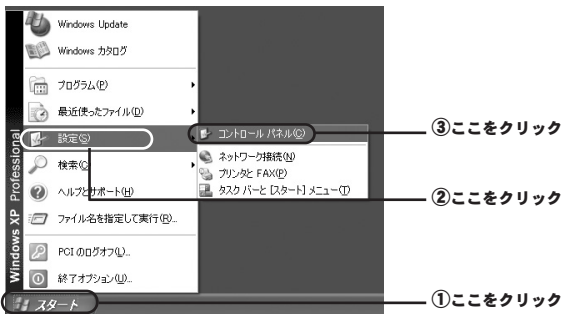 Windows Update
Windows カタログ
プログラム(P)
最近使ったファイル(D)
設定(S)
検索(C)
ヘルプとサポート(H)
ファイル名を指定して実行(R)...
PCI のログオフ(L)...
終了オプション(U)...
スタート
Windows XP Professional
コントロール パネル(C)
ネットワーク接続(N)
プリンタと FAX(P)
タスク バーと [スタート] メニュー(T)
③ここをクリック
②ここをクリック
①ここをクリック